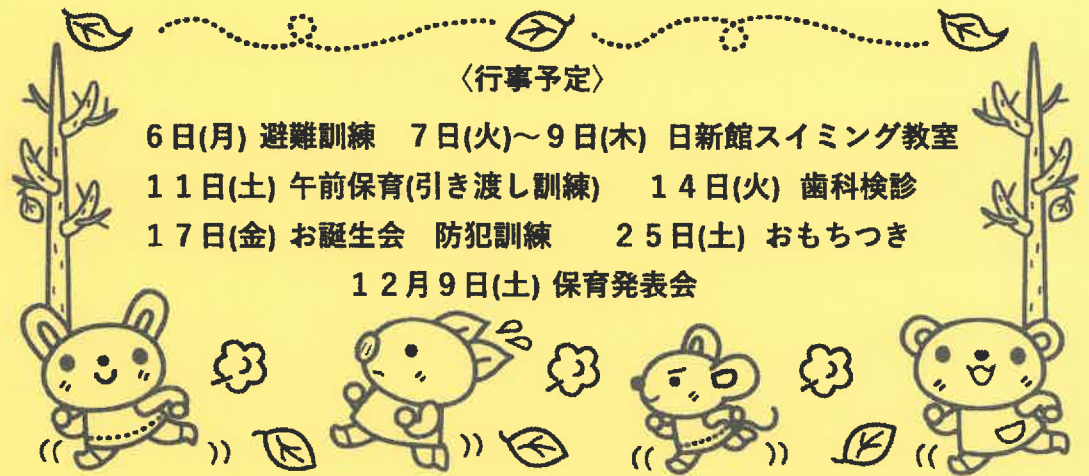 〈行事予定〉
6日(月) 避難訓練　7日(火)～9日(木) 日新館スイミング教室
11日(土) 午前保育(引き渡し訓練)　14日(火) 歯科検診
17日(金) お誕生会　防犯訓練　25日(土) おもちつき
12月9日(土) 保育発表会